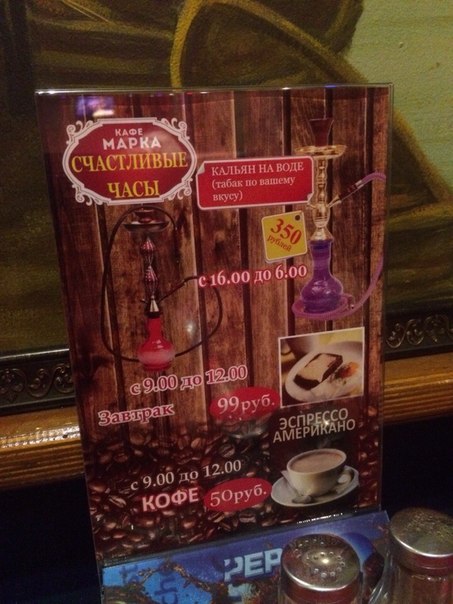 КАФЕ
МАРКА
СЧАСТЛИВЫЕ
ЧАСЫ
КАЛЬЯН НА ВОДЕ
(табак по вашему
вкусу)
350
рублей
с 16.00 до 6.00
с 9.00 до 12.00
Завтрак
99руб.
ЭСПРЕССО
АМЕРИКАНО
с 9.00 до 12.00
КОФЕ
50руб.
PEP